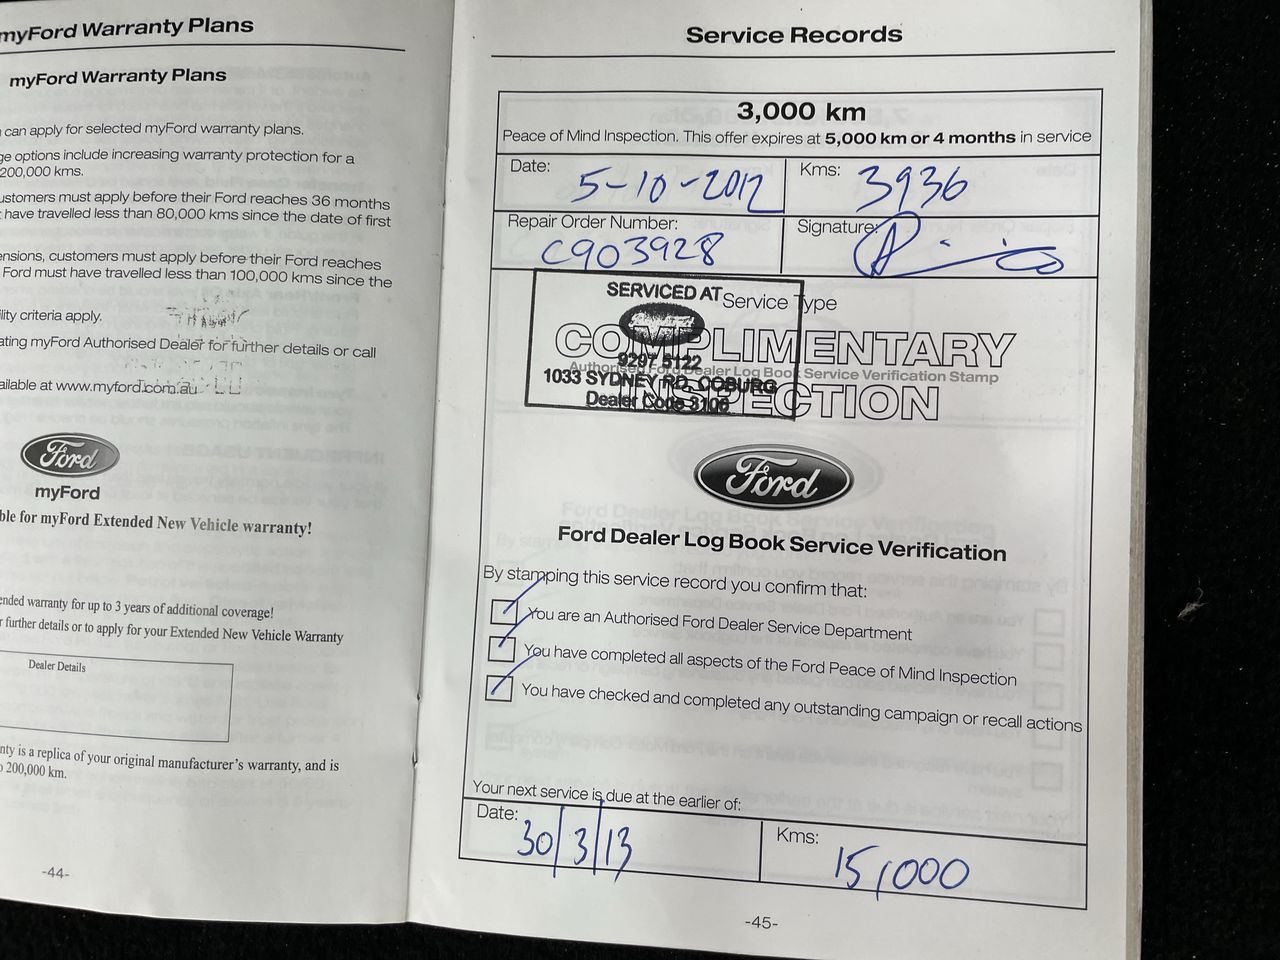 myFord Warranty Plans
myFord Warranty Plans
can apply for selected myFord warranty plans.
ge options include increasing warranty protection for a
200,000 kms.
ustomers must apply before their Ford reaches 36 months
have travelled less than 80,000 kms since the date of first
ensions, customers must apply before their Ford reaches
Ford must have travelled less than 100,000 kms since the
ility criteria apply.
ating myFord Authorised Dealer for further details or call
ailable at www.myford.com.au
Ford
myFord
ble for myFord Extended New Vehicle warranty!
ended warranty for up to 3 years of additional coverage!
r further details or to apply for your Extended New Vehicle Warranty
Dealer Details
nty is a replica of your original manufacturer's warranty, and is
o 200,000 km.
-44-
Service Records
3,000 km
Peace of Mind Inspection. This offer expires at 5,000 km or 4 months in service
Date: 5-10-2012 Kms: 3936
Repair Order Number: C903928 Signature:
SERVICED AT
Service Type
COMPLIMENTARY
9297 5122
Authorised Ford Dealer Log Book Service Verification Stamp
1033 SYDNEY RD, COBURG
INSPECTION
Dealer Code 3106
Ford
Ford Dealer Log Book Service Verification
By stamping this service record you confirm that:
You are an Authorised Ford Dealer Service Department
You have completed all aspects of the Ford Peace of Mind Inspection
You have checked and completed any outstanding campaign or recall actions
Your next service is due at the earlier of:
Date: 30/3/13 Kms: 15,000
-45-